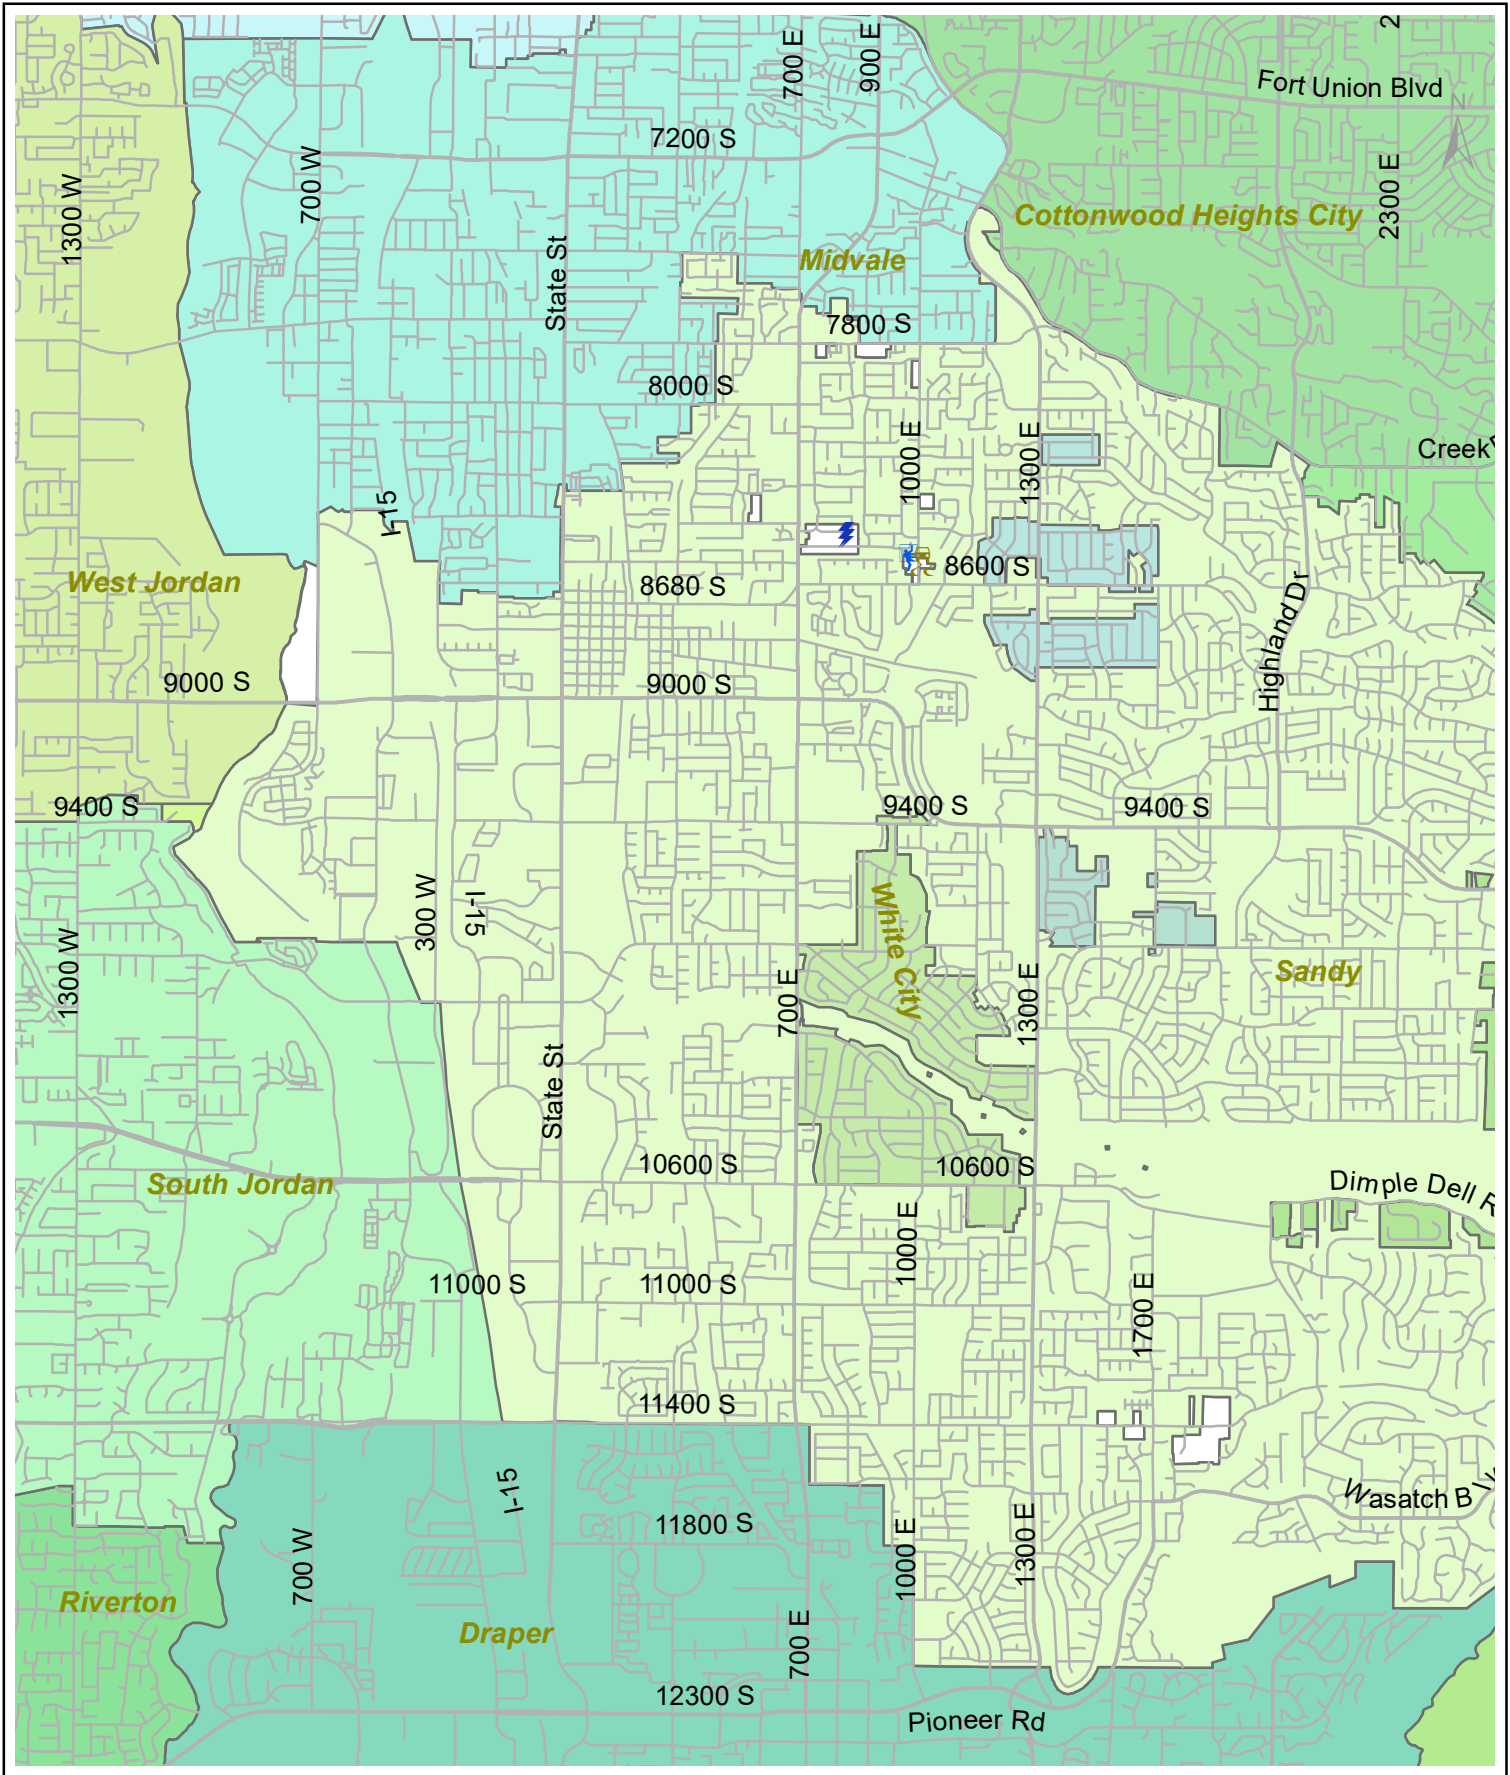 2
700 E
900 E
Fort Union Blvd
N
7200 S
1300 W
700 W
2300 E
Cottonwood Heights City
State St
Midvale
7800 S
8000 S
1000 E
1300 E
Creek
I-15
8600 S
West Jordan
8680 S
Highland Dr
9000 S
9000 S
9400 S
9400 S
9400 S
300 W
I-15
White City
1300 W
Sandy
700 E
1300 E
State St
10600 S
10600 S
South Jordan
Dimple Dell R
1000 E
11000 S
11000 S
1700 E
11400 S
I-15
Wasatch Blv
11800 S
700 W
1000 E
1300 E
Riverton
Draper
700 E
12300 S
Pioneer Rd